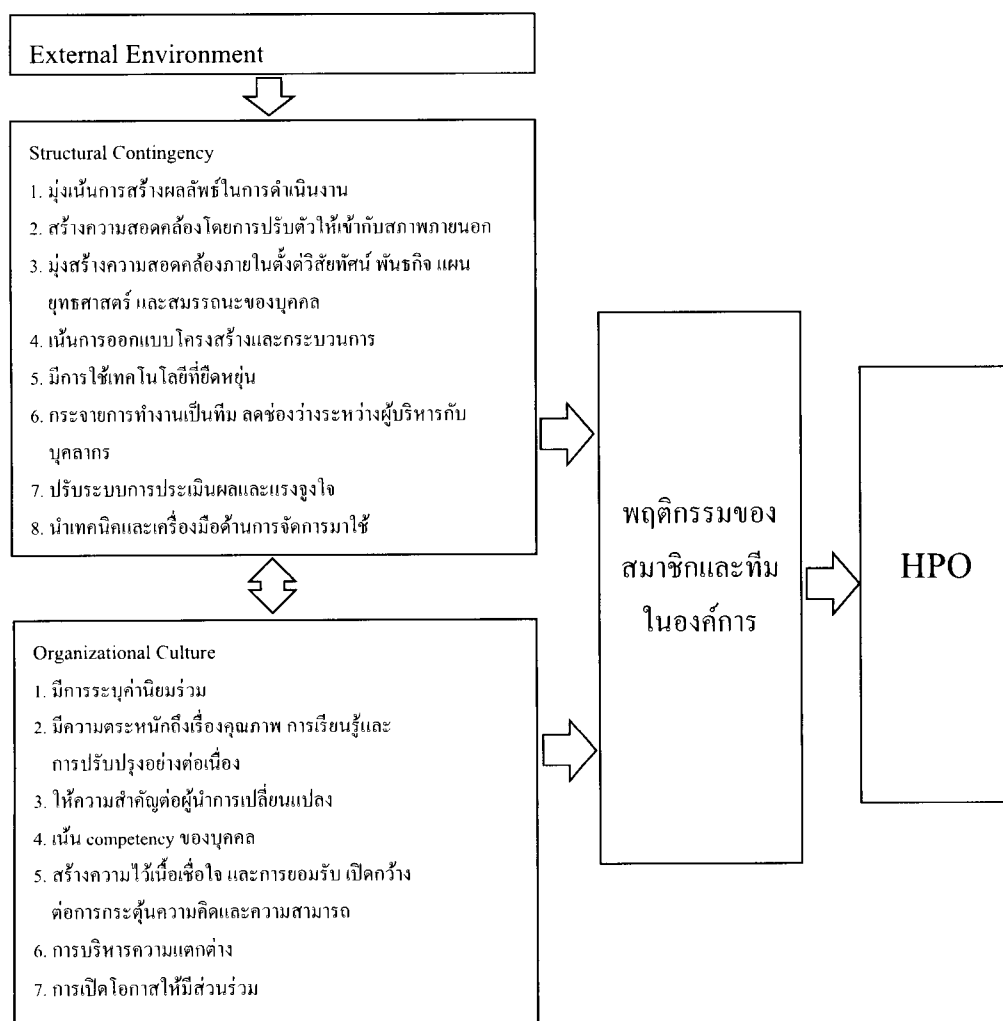 External Environment
Structural Contingency
1. มุ่งเน้นการสร้างผลลัพธ์ในการดำเนินงาน
2. สร้างความสอดคล้องโดยการปรับตัวให้เข้ากับสภาพภายนอก
3. มุ่งสร้างความสอดคล้องภายในตั้งต่วิสัยทัศน์ พันธกิจ แผน
ยุทธศาสตร์ และสมรรถนะของบุคคล
4. เน้นการออกแบบโครงสร้างและกระบวนการ
5. มีการใช้เทคโนโลยีที่ยืดหยุ่น
6. กระจายการทำงานเป็นทีม ลดช่องว่างระหว่างผู้บริหารกับ
บุคลากร
7. ปรับระบบการประเมินผลและแรงจูงใจ
8. นำเทคนิคและเครื่องมือด้านการจัดการมาใช้
Organizational Culture
1. มีการระบุค่านิยมร่วม
2. มีความตระหนักถึงเรื่องคุณภาพ การเรียนรู้และ
การปรับปรุงอย่างต่อเนื่อง
3. ให้ความสำคัญต่อผู้นำการเปลี่ยนแปลง
4. เน้น competency ของบุคคล
5. สร้างความไว้เนื้อเชื่อใจ และการยอมรับ เปิดกว้าง
ต่อการกระตุ้นความคิดและความสามารถ
6. การบริหารความแตกต่าง
7. การเปิดโอกาสให้มีส่วนร่วม
พฤติกรรมของ
สมาชิกและทีม
ในองค์การ
HPO